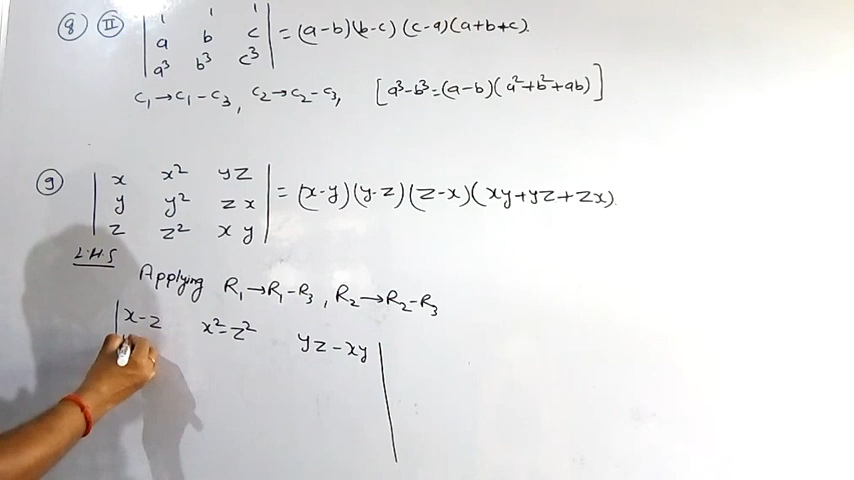 8 II | 1 1 1 |
| a b c | = (a-b)(b-c)(c-a)(a+b+c).
| a³ b³ c³ |
C₁→C₁-C₃, C₂→C₂-C₃, [a³-b³=(a-b)(a²+b²+ab)]
9 | x x² yz |
| y y² zx | = (x-y)(y-z)(z-x)(xy+yz+zx).
| z z² xy |
L.H.S
Applying R₁→R₁-R₃, R₂→R₂-R₃
| x-z x²-z² yz-xy |